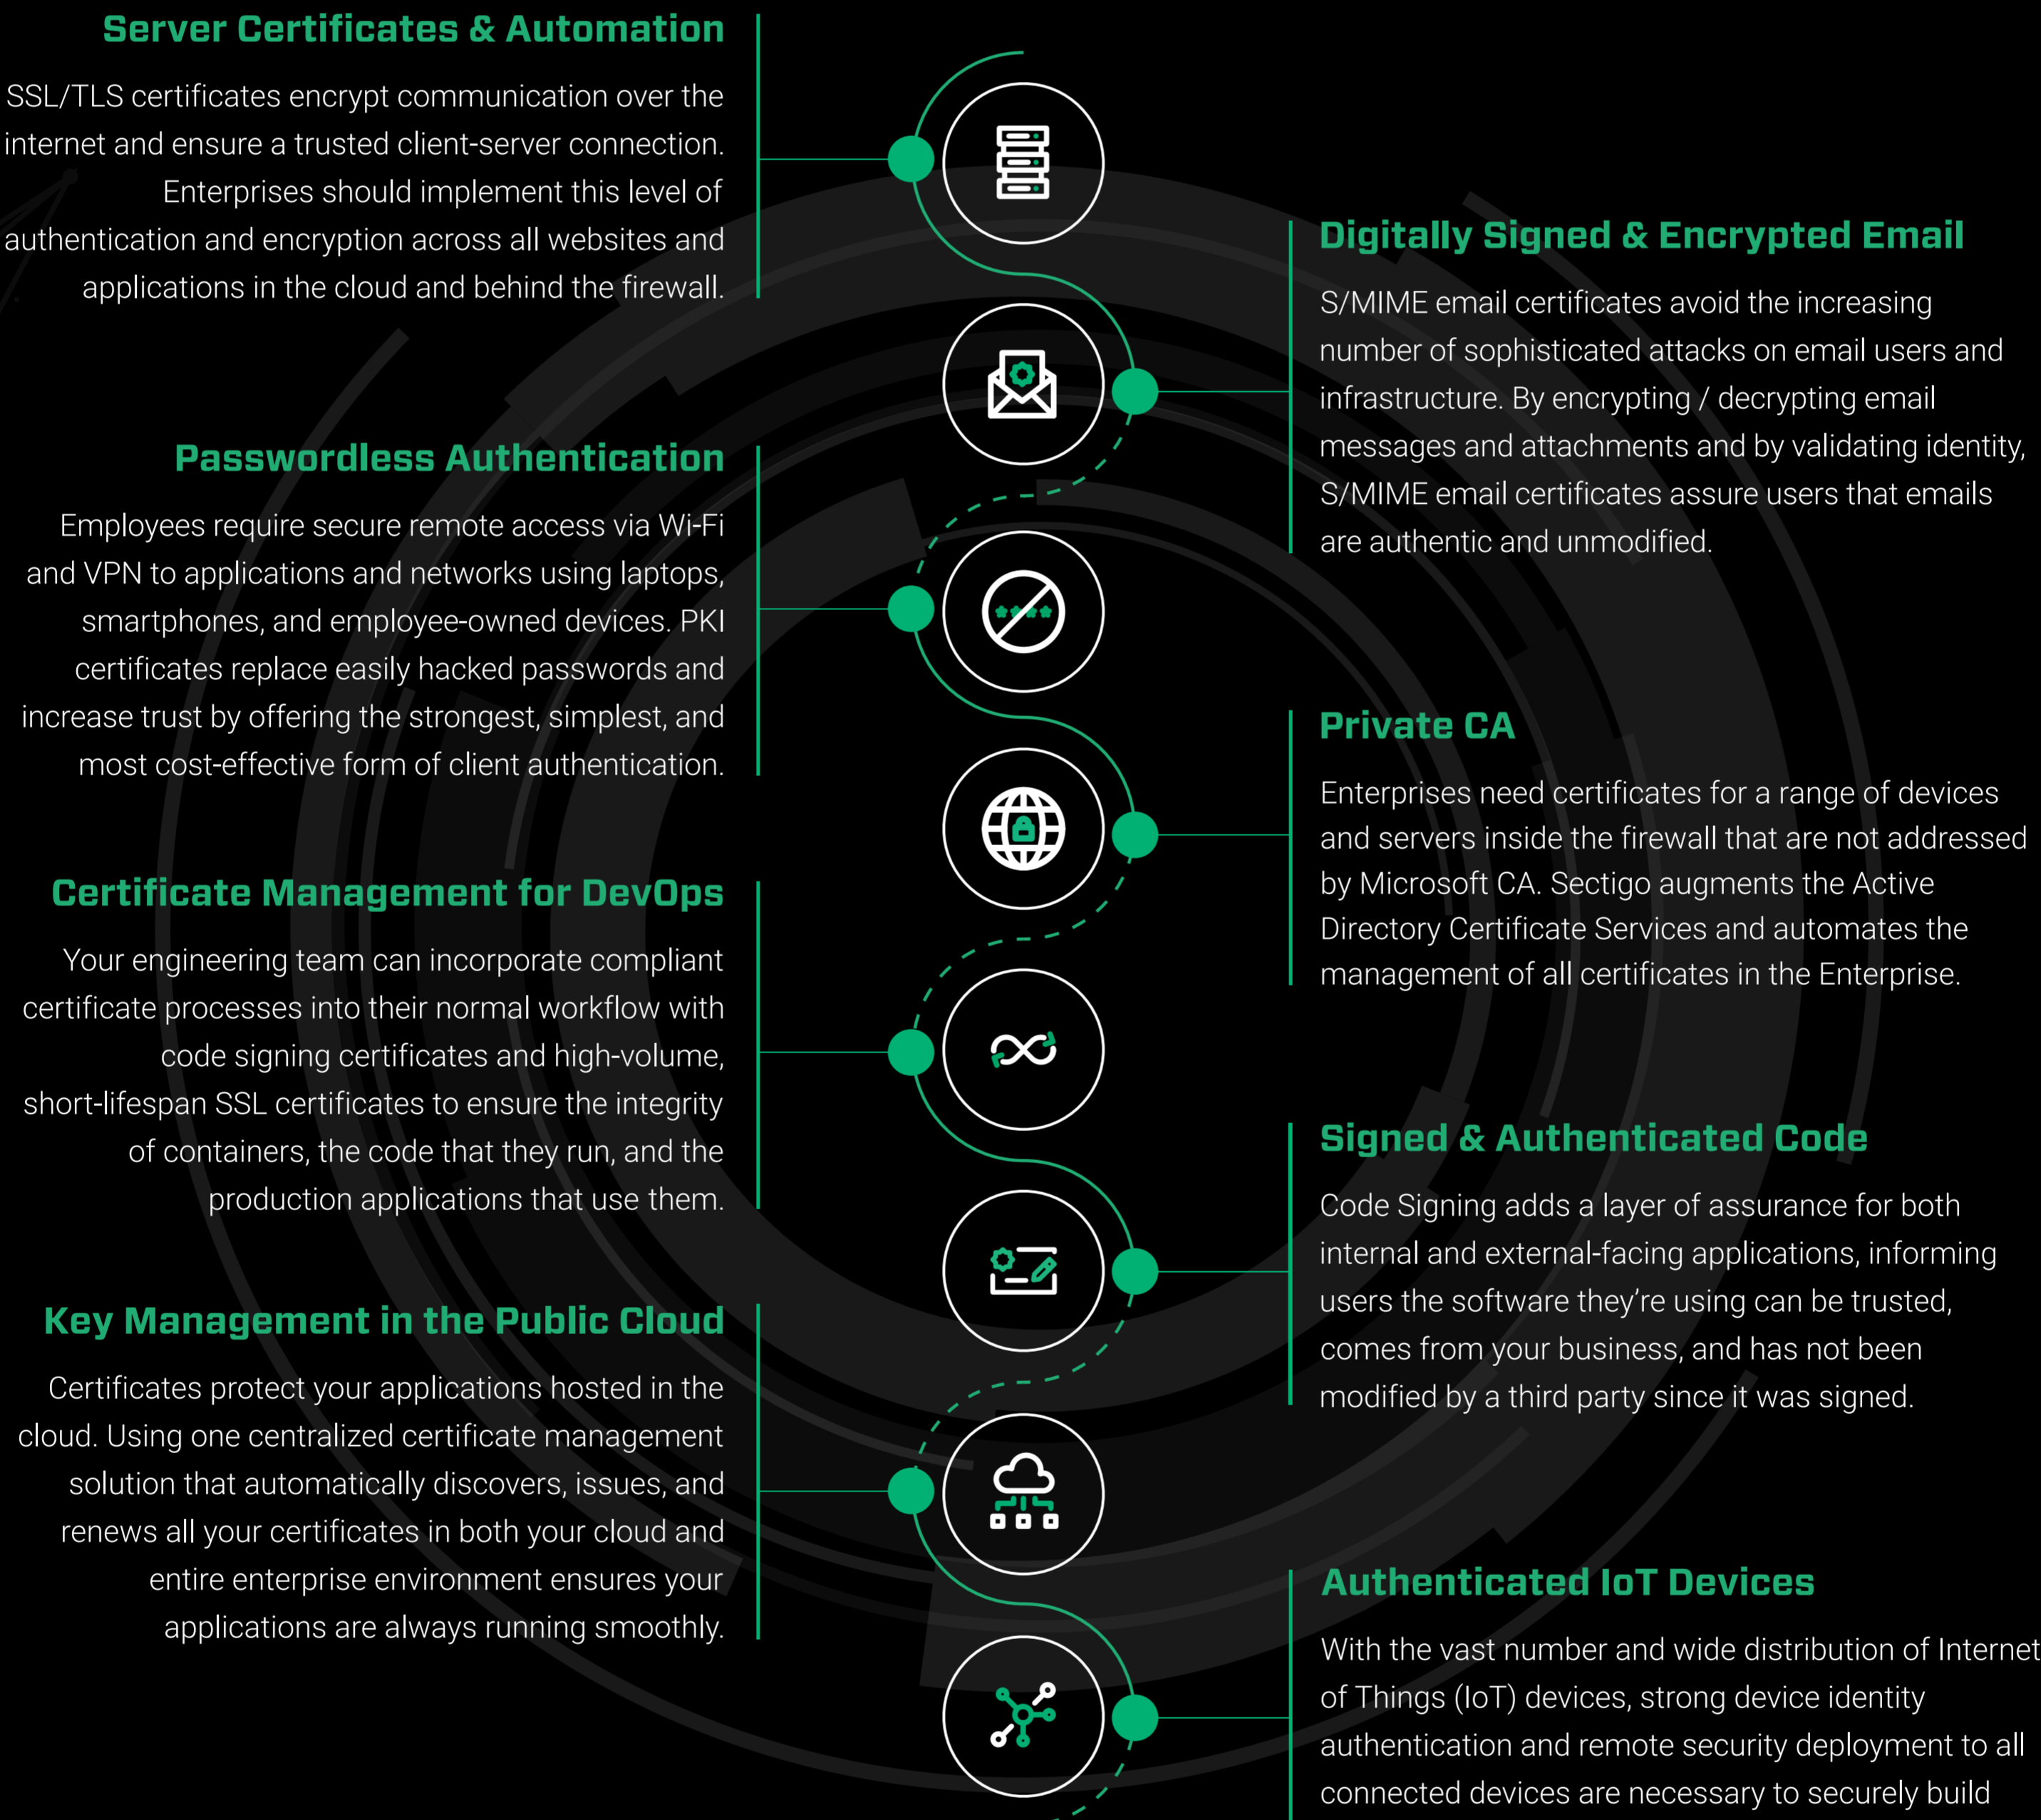 Server Certificates & Automation
SSL/TLS certificates encrypt communication over the
internet and ensure a trusted client-server connection.
Enterprises should implement this level of
authentication and encryption across all websites and
applications in the cloud and behind the firewall.
Digitally Signed & Encrypted Email
S/MIME email certificates avoid the increasing
number of sophisticated attacks on email users and
infrastructure. By encrypting / decrypting email
messages and attachments and by validating identity,
S/MIME email certificates assure users that emails
are authentic and unmodified.
Passwordless Authentication
Employees require secure remote access via Wi-Fi
and VPN to applications and networks using laptops,
smartphones, and employee-owned devices. PKI
certificates replace easily hacked passwords and
increase trust by offering the strongest, simplest, and
most cost-effective form of client authentication.
Private CA
Enterprises need certificates for a range of devices
and servers inside the firewall that are not addressed
by Microsoft CA. Sectigo augments the Active
Directory Certificate Services and automates the
management of all certificates in the Enterprise.
Certificate Management for DevOps
Your engineering team can incorporate compliant
certificate processes into their normal workflow with
code signing certificates and high-volume,
short-lifespan SSL certificates to ensure the integrity
of containers, the code that they run, and the
production applications that use them.
Signed & Authenticated Code
Code Signing adds a layer of assurance for both
internal and external-facing applications, informing
users the software they’re using can be trusted,
comes from your business, and has not been
modified by a third party since it was signed.
Key Management in the Public Cloud
Certificates protect your applications hosted in the
cloud. Using one centralized certificate management
solution that automatically discovers, issues, and
renews all your certificates in both your cloud and
entire enterprise environment ensures your
applications are always running smoothly.
Authenticated IoT Devices
With the vast number and wide distribution of Internet
of Things (IoT) devices, strong device identity
authentication and remote security deployment to all
connected devices are necessary to securely build